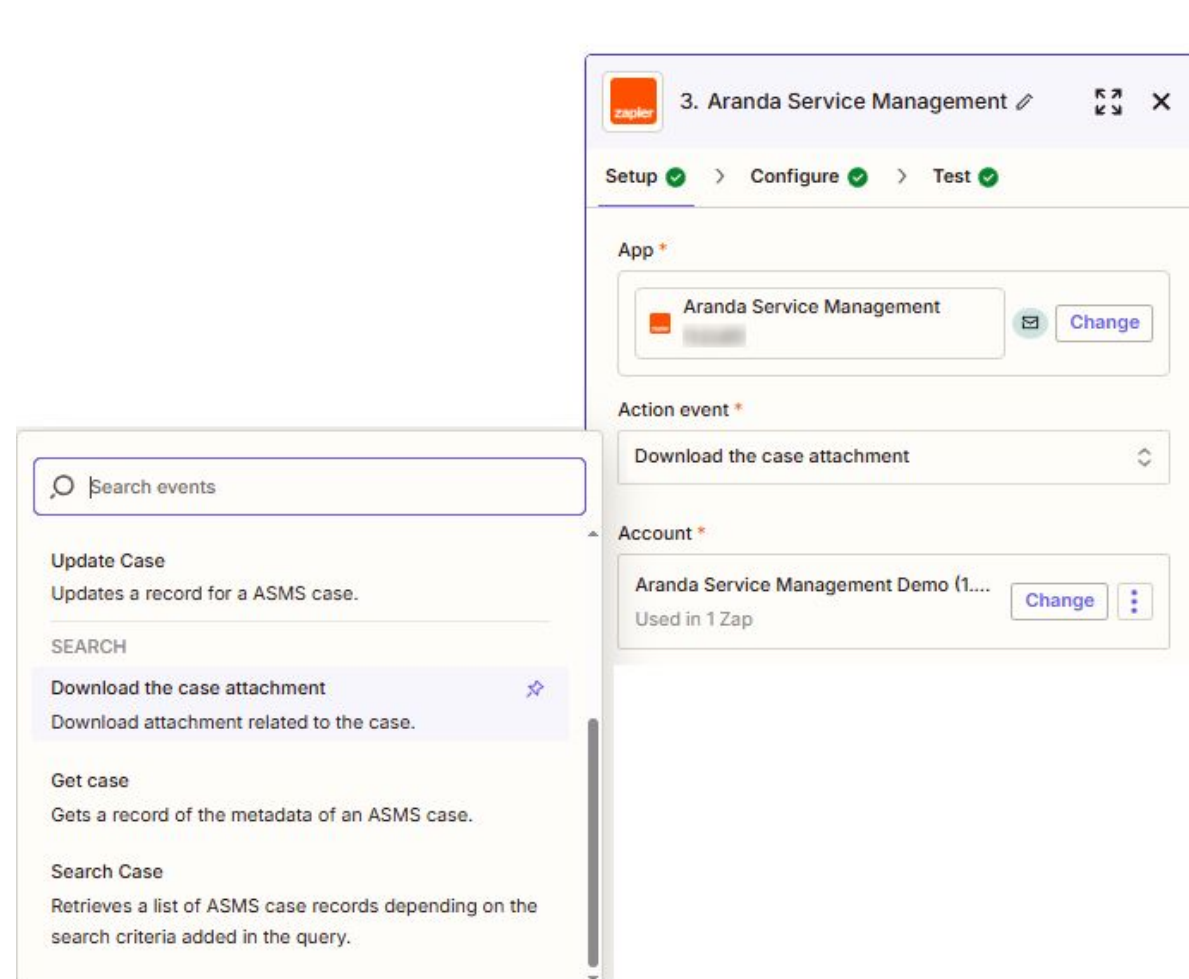 zapier
3. Aranda Service Management
Setup
Configure
Test
App *
Aranda Service Management
Change
Action event *
Download the case attachment
Account *
Aranda Service Management Demo (1....
Change
Used in 1 Zap
Search events
Update Case
Updates a record for a ASMS case.
SEARCH
Download the case attachment
Download attachment related to the case.
Get case
Gets a record of the metadata of an ASMS case.
Search Case
Retrieves a list of ASMS case records depending on the
search criteria added in the query.